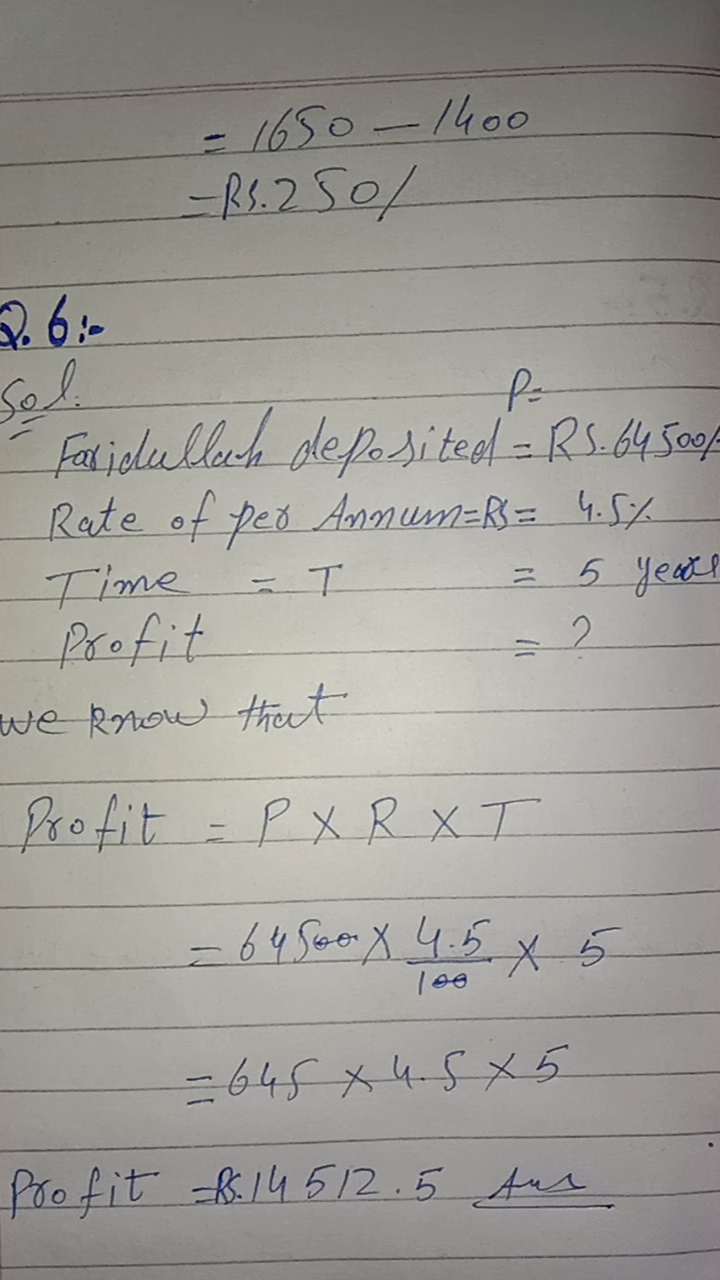 = 1650 - 1400
= Rs.250/
Q.6:-
Sol.
P=
Faridullah deposited = RS.64500/
Rate of per Annum=RS= 4.5%
Time = T = 5 years
Profit = ?
we know that
Profit = P X R X T
= 64500 X 4.5/100 X 5
= 645 X 4.5 X 5
Profit = Rs.14512.5 Ans